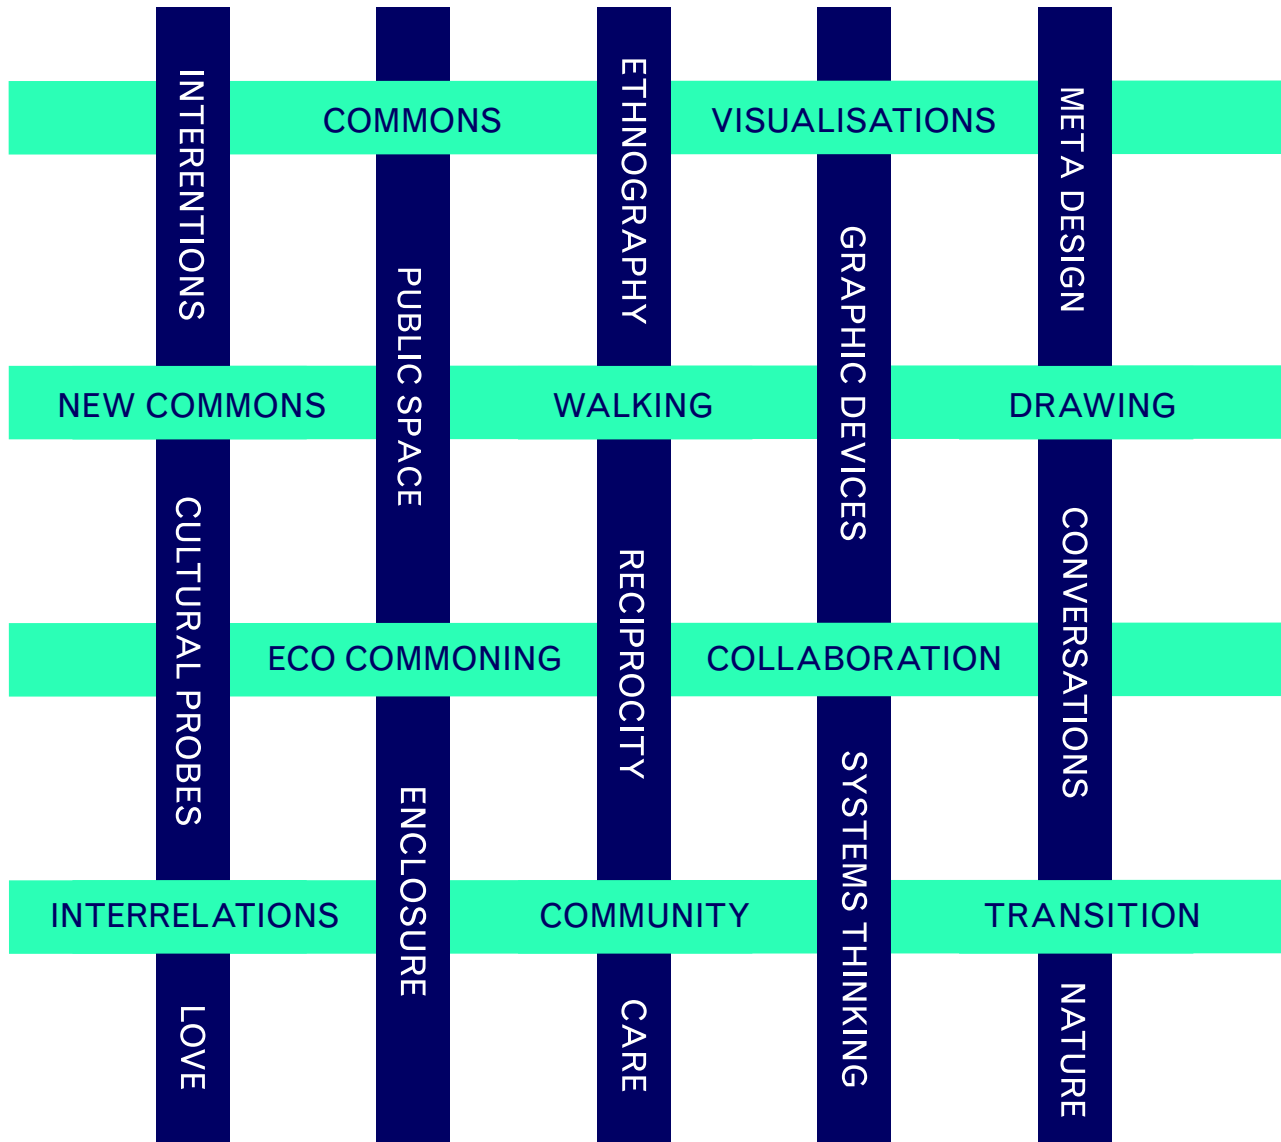 COMMONS
VISUALISATIONS
INTERENTIONS
ETHNOGRAPHY
MET A DESIGN
PUBLIC SPACE
GRAPHIC DEVICES
NEW COMMONS
WALKING
DRAWING
CULTURAL PROBES
RECIPROCITY
CONVERSATIONS
ECO COMMONING
COLLABORATION
ENCLOSURE
SYSTEMS THINKING
INTERRELATIONS
COMMUNITY
TRANSITION
LOVE
CARE
NATURE